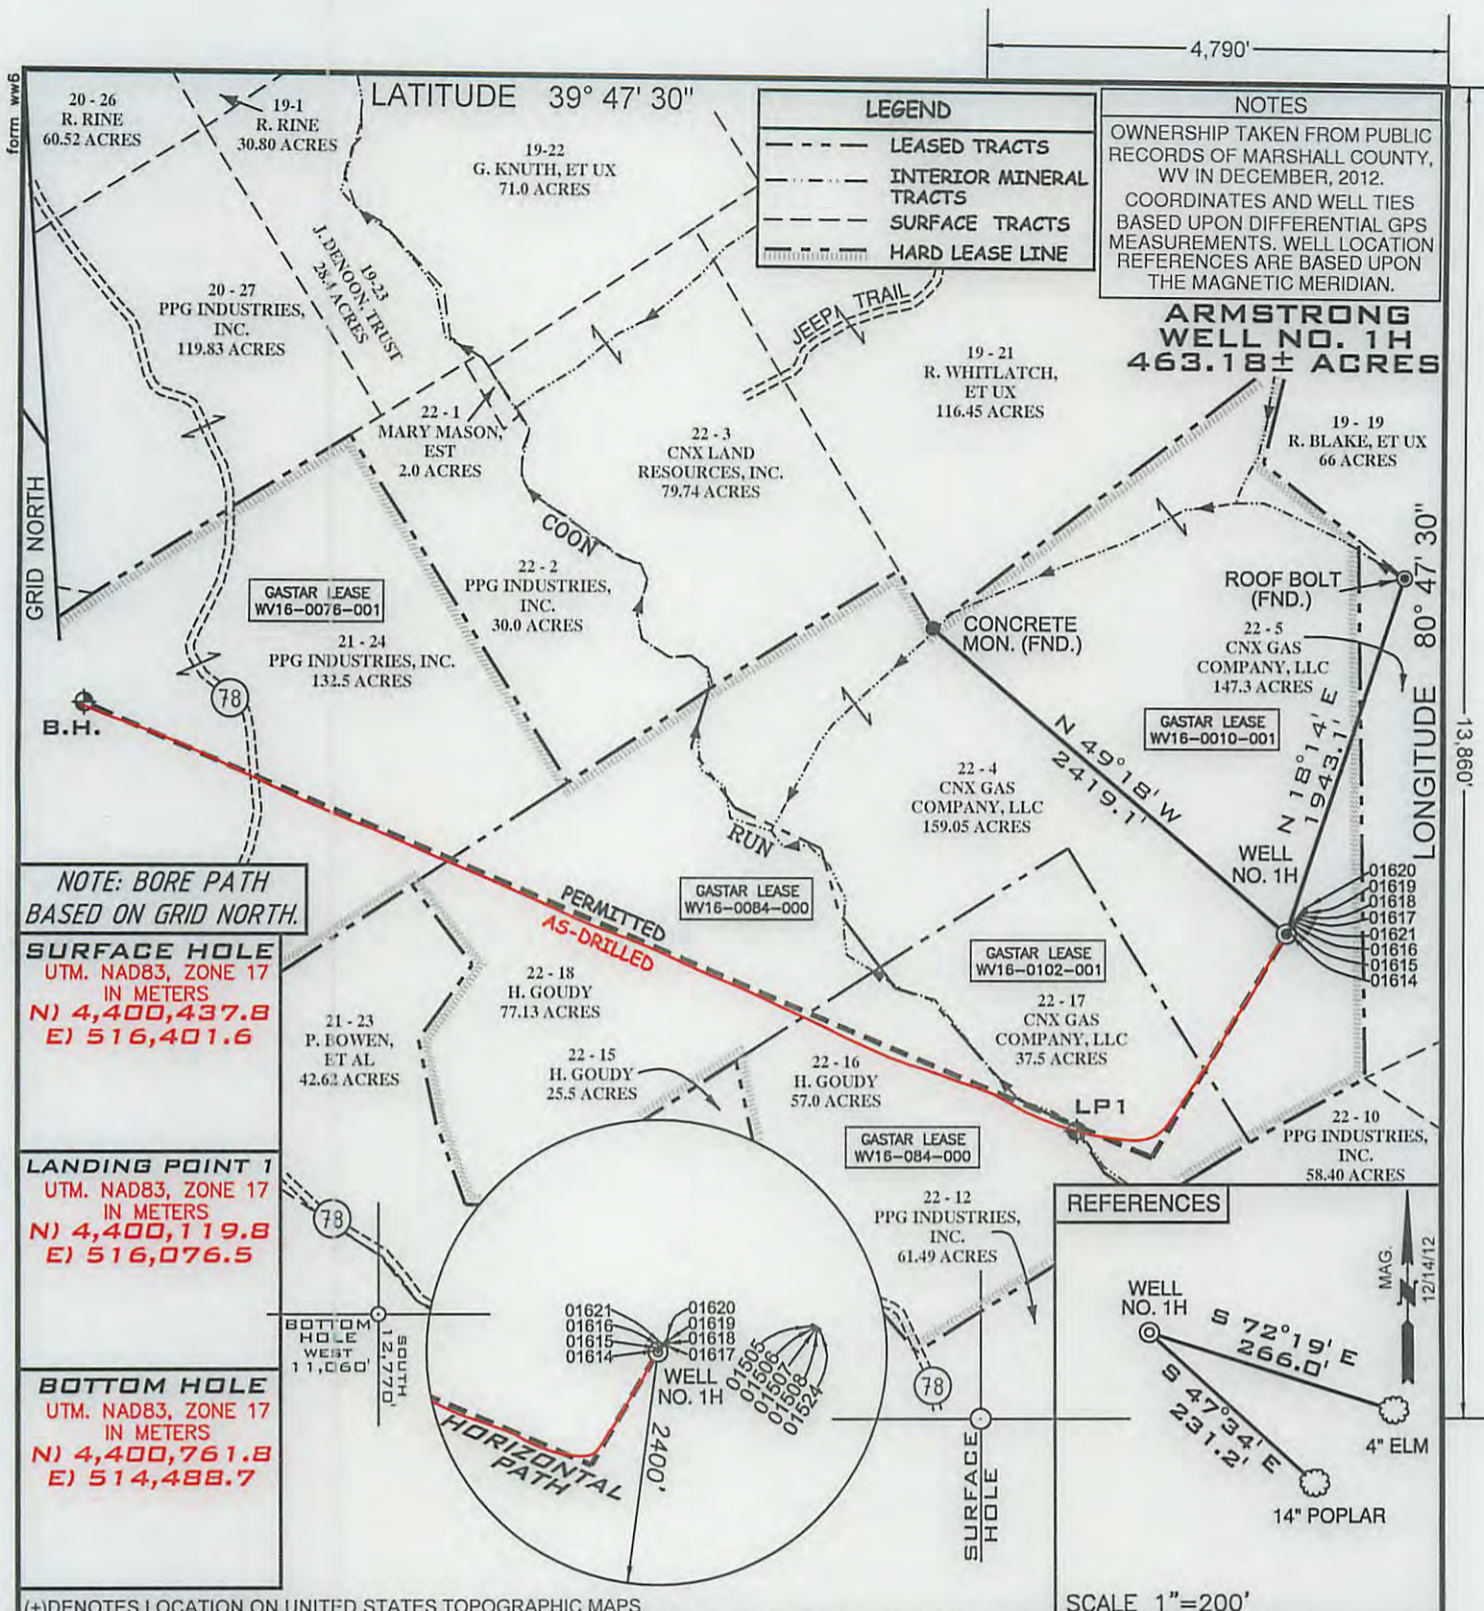 4,790'
form ww6
LATITUDE 39° 47' 30"
20 - 26
R. RINE
60.52 ACRES
19-1
R. RINE
30.80 ACRES
19-22
G. KNUTH, ET UX
71.0 ACRES
LEGEND
LEASED TRACTS
INTERIOR MINERAL
TRACTS
SURFACE TRACTS
HARD LEASE LINE
NOTES
OWNERSHIP TAKEN FROM PUBLIC
RECORDS OF MARSHALL COUNTY,
WV IN DECEMBER, 2012.
COORDINATES AND WELL TIES
BASED UPON DIFFERENTIAL GPS
MEASUREMENTS. WELL LOCATION
REFERENCES ARE BASED UPON
THE MAGNETIC MERIDIAN.
ARMSTRONG
WELL NO. 1H
463.18± ACRES
19-23
J. DENOON, TRUST
28.4 ACRES
20 - 27
PPG INDUSTRIES,
INC.
119.83 ACRES
JEEP TRAIL
19 - 21
R. WHITLATCH,
ET UX
116.45 ACRES
19 - 19
R. BLAKE, ET UX
66 ACRES
22 - 1
MARY MASON,
EST
2.0 ACRES
22 - 3
CNX LAND
RESOURCES, INC.
79.74 ACRES
GRID NORTH
COON
LONGITUDE 80° 47' 30"
13,860'
ROOF BOLT
(FND.)
CONCRETE
MON. (FND.)
22 - 2
PPG INDUSTRIES,
INC.
30.0 ACRES
GASTAR LEASE
WV16-0076-001
21 - 24
PPG INDUSTRIES, INC.
132.5 ACRES
22 - 5
CNX GAS
COMPANY, LLC
147.3 ACRES
GASTAR LEASE
WV16-0010-001
78
B.H.
N 49°18' W
2419.1'
N 18°14' E
1943.1'
22 - 4
CNX GAS
COMPANY, LLC
159.05 ACRES
RUN
WELL
NO. 1H
01620
01619
01618
01617
01621
01616
01615
01614
NOTE: BORE PATH
BASED ON GRID NORTH.
PERMITTED
AS-DRILLED
GASTAR LEASE
WV16-0084-000
GASTAR LEASE
WV16-0102-001
SURFACE HOLE
UTM. NAD83, ZONE 17
IN METERS
N) 4,400,437.8
E) 516,401.6
22 - 18
H. GOUDY
77.13 ACRES
22 - 17
CNX GAS
COMPANY, LLC
37.5 ACRES
21 - 23
P. BOWEN,
ET AL
42.62 ACRES
22 - 15
H. GOUDY
25.5 ACRES
22 - 16
H. GOUDY
57.0 ACRES
LP1
22 - 10
PPG INDUSTRIES,
INC.
58.40 ACRES
GASTAR LEASE
WV16-084-000
LANDING POINT 1
UTM. NAD83, ZONE 17
IN METERS
N) 4,400,119.8
E) 516,076.5
78
22 - 12
PPG INDUSTRIES,
INC.
61.49 ACRES
REFERENCES
MAG.
12/14/12
WELL
NO. 1H
S 72°19' E
266.0'
S 47°34' E
231.2'
4" ELM
14" POPLAR
BOTTOM
HOLE
WEST
11,060'
SOUTH
12,770'
01621
01616
01615
01614
01620
01619
01618
01617
WELL
NO. 1H
01505
01506
01507
01508
01524
78
2400'
HORIZONTAL
PATH
SURFACE
HOLE
BOTTOM HOLE
UTM. NAD83, ZONE 17
IN METERS
N) 4,400,761.8
E) 514,488.7
(+)DENOTES LOCATION ON UNITED STATES TOPOGRAPHIC MAPS
SCALE 1"=200'